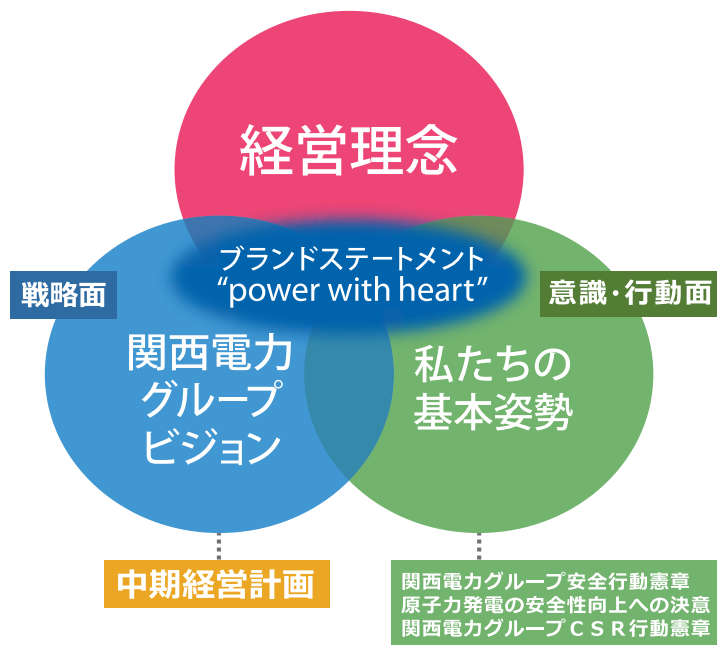 経営理念
ブランドステートメント
“power with heart”
戦略面
意識・行動面
関西電力
グループ
ビジョン
私たちの
基本姿勢
中期経営計画
関西電力グループ安全行動憲章
原子力発電の安全性向上への決意
関西電力グループＣＳＲ行動憲章